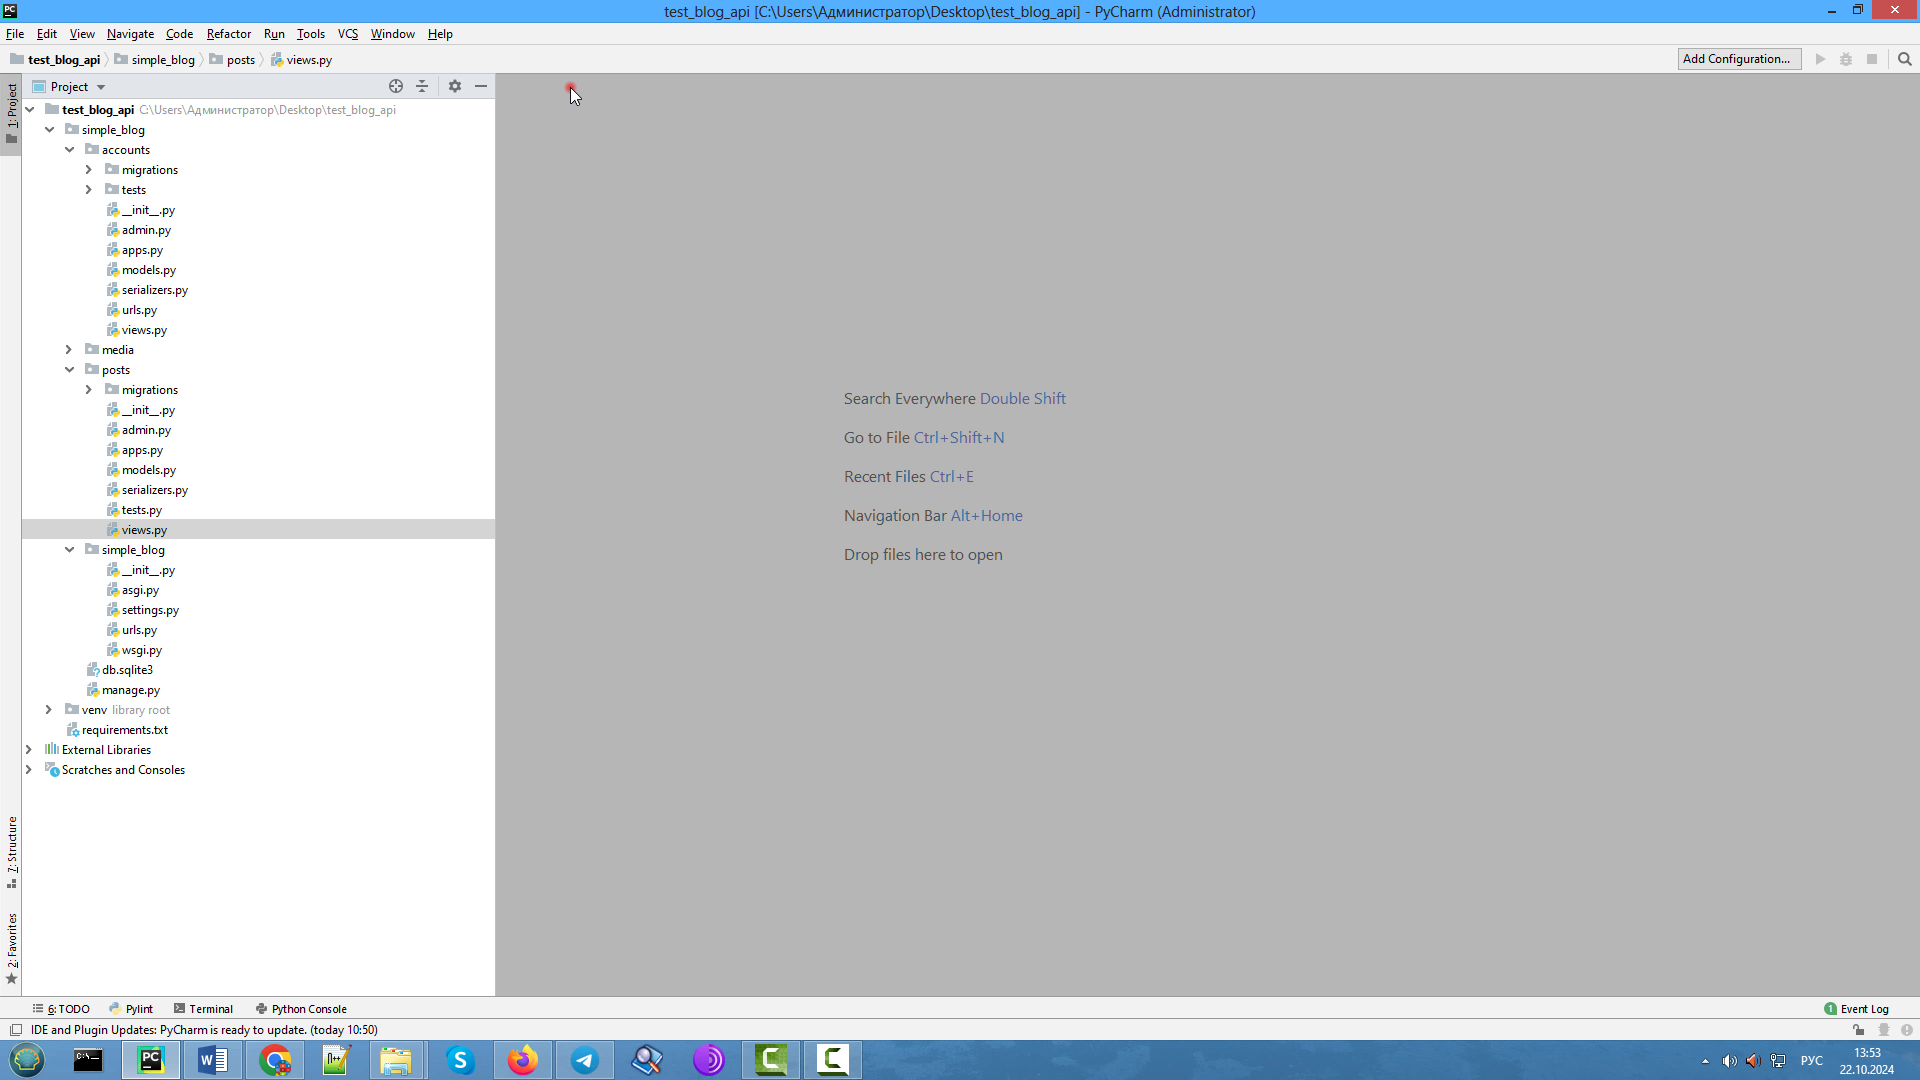 test_blog_api [C:\Users\Администратор\Desktop\test_blog_api] - PyCharm (Administrator)
File Edit View Navigate Code Refactor Run Tools VCS Window Help
test_blog_api simple_blog posts views.py
Add Configuration...
1: Project
Project
test_blog_api C:\Users\Администратор\Desktop\test_blog_api
simple_blog
accounts
migrations
tests
__init__.py
admin.py
apps.py
models.py
serializers.py
urls.py
views.py
media
posts
migrations
__init__.py
admin.py
apps.py
models.py
serializers.py
tests.py
views.py
simple_blog
__init__.py
asgi.py
settings.py
urls.py
wsgi.py
db.sqlite3
manage.py
venv library root
requirements.txt
External Libraries
Scratches and Consoles
Search Everywhere Double Shift
Go to File Ctrl+Shift+N
Recent Files Ctrl+E
Navigation Bar Alt+Home
Drop files here to open
7: Structure
2: Favorites
6: TODO Pylint Terminal Python Console
1 Event Log
IDE and Plugin Updates: PyCharm is ready to update. (today 10:50)
РУС
13:53
22.10.2024